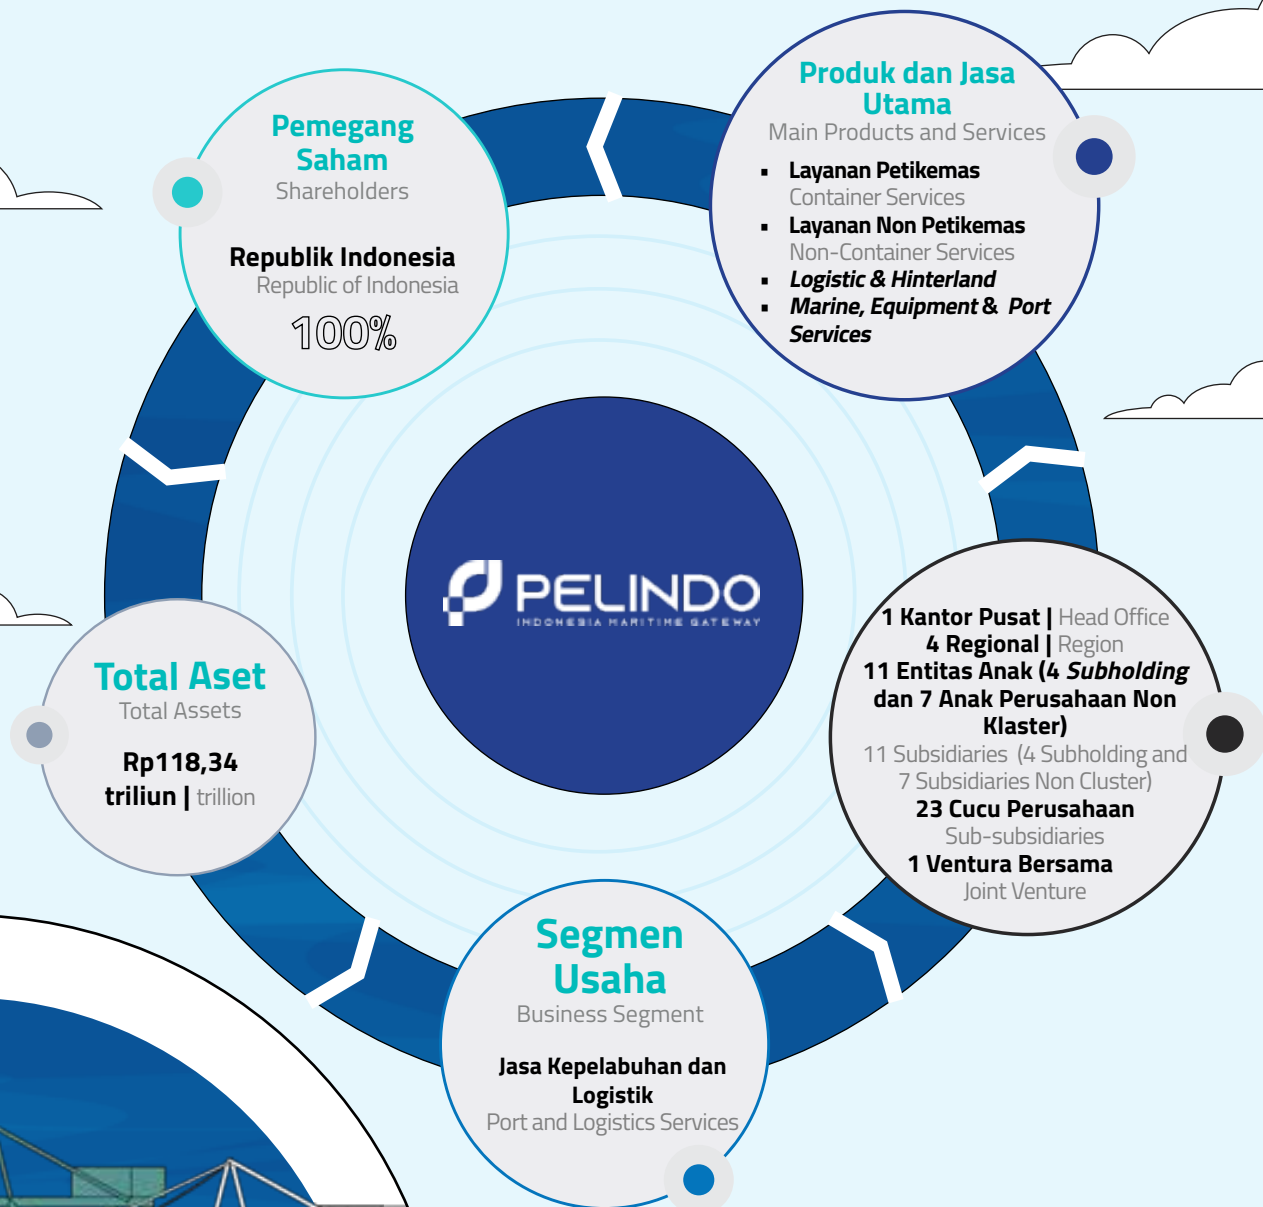 Pemegang
Saham
Shareholders
Republik Indonesia
Republic of Indonesia
100%
Produk dan Jasa
Utama
Main Products and Services
▪ Layanan Petikemas
Container Services
▪ Layanan Non Petikemas
Non-Container Services
▪ Logistic & Hinterland
▪ Marine, Equipment & Port
Services
PELINDO
INDONESIA MARITIME GATEWAY
1 Kantor Pusat | Head Office
4 Regional | Region
11 Entitas Anak (4 Subholding
dan 7 Anak Perusahaan Non
Klaster)
11 Subsidiaries (4 Subholding and
7 Subsidiaries Non Cluster)
23 Cucu Perusahaan
Sub-subsidiaries
1 Ventura Bersama
Joint Venture
Total Aset
Total Assets
Rp118,34
triliun | trillion
Segmen
Usaha
Business Segment
Jasa Kepelabuhan dan
Logistik
Port and Logistics Services